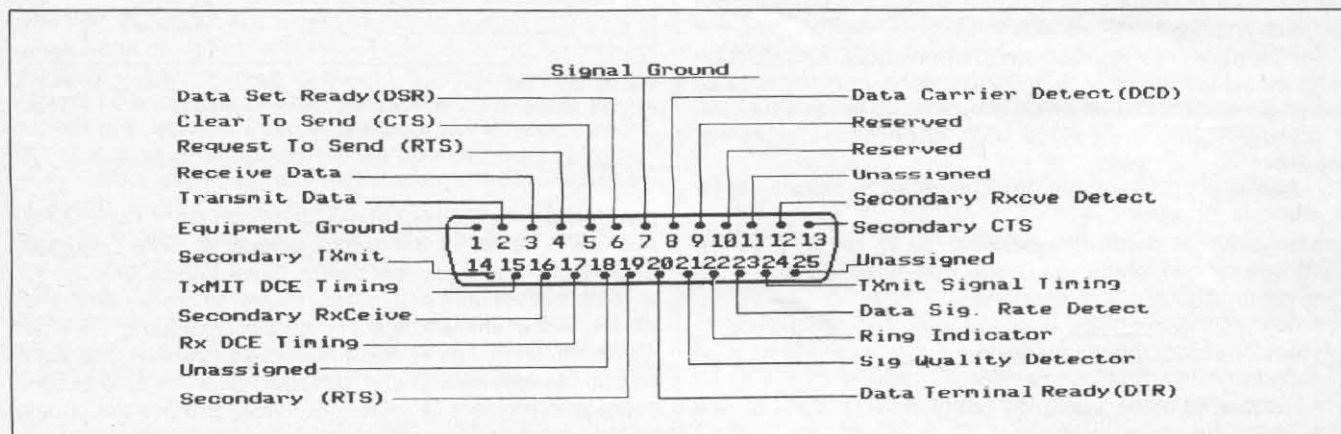 Signal Ground
Data Set Ready(DSR) Data Carrier Detect(DCD)
Clear To Send (CTS) Reserved
Request To Send (RTS) Reserved
Receive Data Unassigned
Transmit Data Secondary Rxcve Detect
Equipment Ground Secondary CTS
1 2 3 4 5 6 7 8 9 10 11 12 13
Secondary TXmit 14 15 16 17 18 19 20 21 22 23 24 25 Unassigned
TxMIT DCE Timing TXmit Signal Timing
Secondary RxCeive Data Sig. Rate Detect
Rx DCE Timing Ring Indicator
Unassigned Sig quality Detector
Secondary (RTS) Data Terminal Ready(DTR)